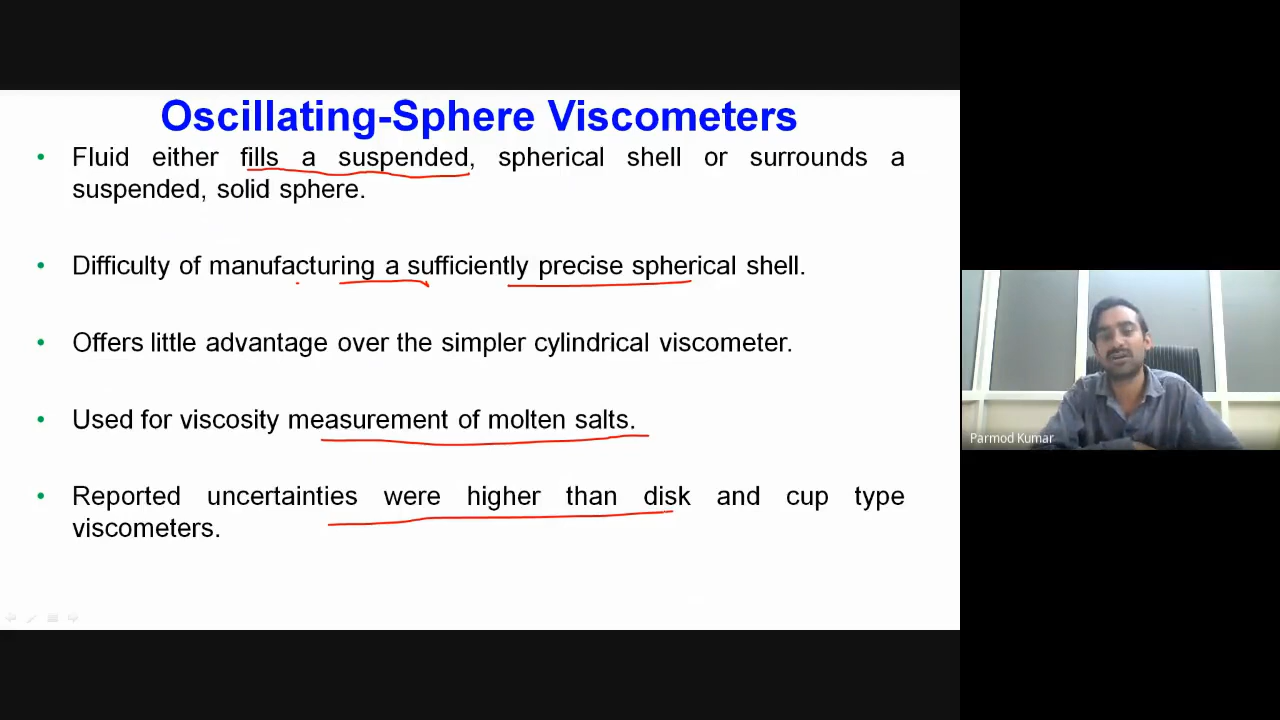 Oscillating-Sphere Viscometers
• Fluid either fills a suspended, spherical shell or surrounds a
suspended, solid sphere.
• Difficulty of manufacturing a sufficiently precise spherical shell.
• Offers little advantage over the simpler cylindrical viscometer.
• Used for viscosity measurement of molten salts.
• Reported uncertainties were higher than disk and cup type
viscometers.
Parmod Kumar